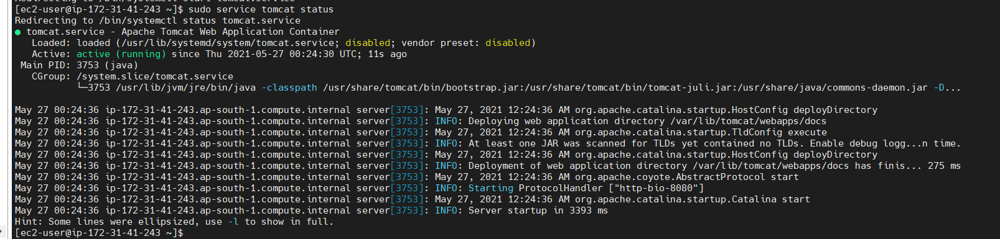 Redirecting to /bin/systemctl start tomcat.service
[ec2-user@ip-172-31-41-243 ~]$ sudo service tomcat status
Redirecting to /bin/systemctl status tomcat.service
● tomcat.service - Apache Tomcat Web Application Container
   Loaded: loaded (/usr/lib/systemd/system/tomcat.service; disabled; vendor preset: disabled)
   Active: active (running) since Thu 2021-05-27 00:24:30 UTC; 11s ago
 Main PID: 3753 (java)
   CGroup: /system.slice/tomcat.service
           └─3753 /usr/lib/jvm/jre/bin/java -classpath /usr/share/tomcat/bin/bootstrap.jar:/usr/share/tomcat/bin/tomcat-juli.jar:/usr/share/java/commons-daemon.jar -D...

May 27 00:24:36 ip-172-31-41-243.ap-south-1.compute.internal server[3753]: May 27, 2021 12:24:36 AM org.apache.catalina.startup.HostConfig deployDirectory
May 27 00:24:36 ip-172-31-41-243.ap-south-1.compute.internal server[3753]: INFO: Deploying web application directory /var/lib/tomcat/webapps/docs
May 27 00:24:36 ip-172-31-41-243.ap-south-1.compute.internal server[3753]: May 27, 2021 12:24:36 AM org.apache.catalina.startup.TldConfig execute
May 27 00:24:36 ip-172-31-41-243.ap-south-1.compute.internal server[3753]: INFO: At least one JAR was scanned for TLDs yet contained no TLDs. Enable debug logg...n time.
May 27 00:24:36 ip-172-31-41-243.ap-south-1.compute.internal server[3753]: May 27, 2021 12:24:36 AM org.apache.catalina.startup.HostConfig deployDirectory
May 27 00:24:36 ip-172-31-41-243.ap-south-1.compute.internal server[3753]: INFO: Deployment of web application directory /var/lib/tomcat/webapps/docs has finis... 275 ms
May 27 00:24:36 ip-172-31-41-243.ap-south-1.compute.internal server[3753]: May 27, 2021 12:24:36 AM org.apache.coyote.AbstractProtocol start
May 27 00:24:36 ip-172-31-41-243.ap-south-1.compute.internal server[3753]: INFO: Starting ProtocolHandler ["http-bio-8080"]
May 27 00:24:36 ip-172-31-41-243.ap-south-1.compute.internal server[3753]: May 27, 2021 12:24:36 AM org.apache.catalina.startup.Catalina start
May 27 00:24:36 ip-172-31-41-243.ap-south-1.compute.internal server[3753]: INFO: Server startup in 3393 ms
Hint: Some lines were ellipsized, use -l to show in full.
[ec2-user@ip-172-31-41-243 ~]$